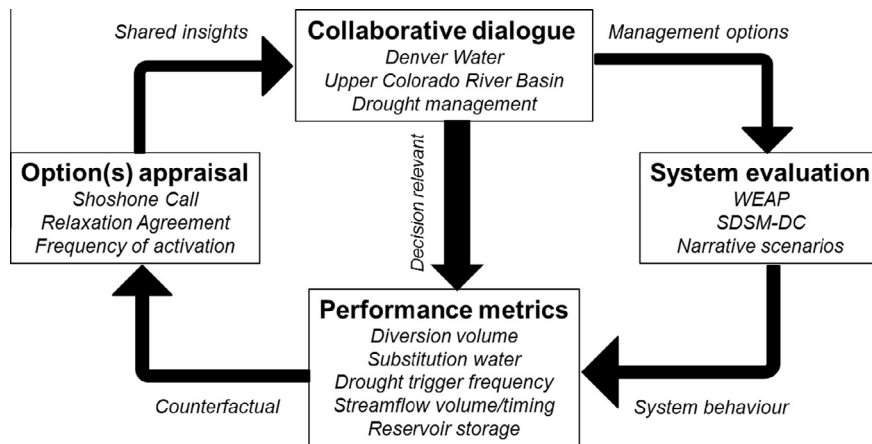 Shared insights
Collaborative dialogue
Denver Water
Upper Colorado River Basin
Drought management
Management options
Option(s) appraisal
Shoshone Call
Relaxation Agreement
Frequency of activation
Decision relevant
System evaluation
WEAP
SDSM-DC
Narrative scenarios
Performance metrics
Diversion volume
Substitution water
Drought trigger frequency
Streamflow volume/timing
Reservoir storage
Counterfactual
System behaviour